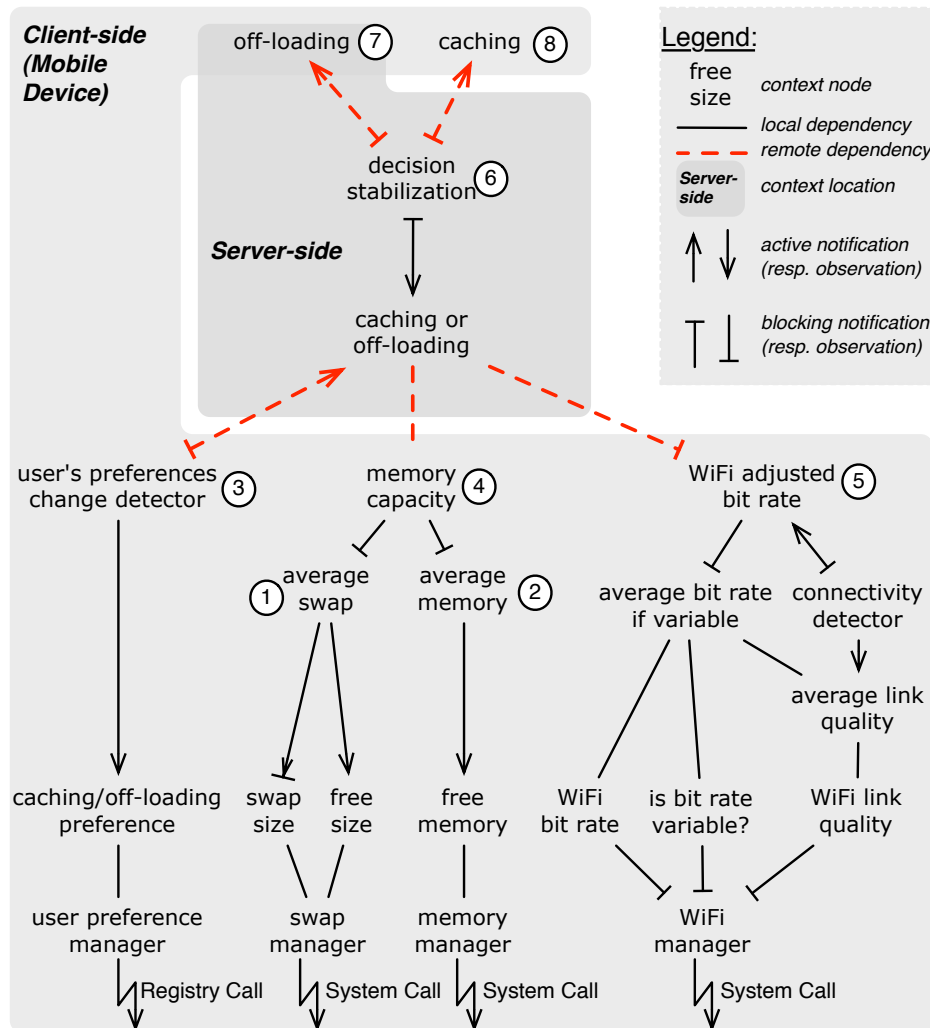 Client-side
(Mobile
Device)
off-loading 7
caching 8
decision
stabilization 6
Server-side
caching or
off-loading
Legend:
free
size
context node
local dependency
remote dependency
Server-
side
context location
active notification
(resp. observation)
blocking notification
(resp. observation)
user's preferences
change detector 3
memory
capacity 4
WiFi adjusted
bit rate 5
1 average
swap
average
memory 2
average bit rate
if variable
connectivity
detector
average link
quality
caching/off-loading
preference
swap
size
free
size
free
memory
WiFi
bit rate
is bit rate
variable?
WiFi link
quality
user preference
manager
swap
manager
memory
manager
WiFi
manager
Registry Call
System Call
System Call
System Call